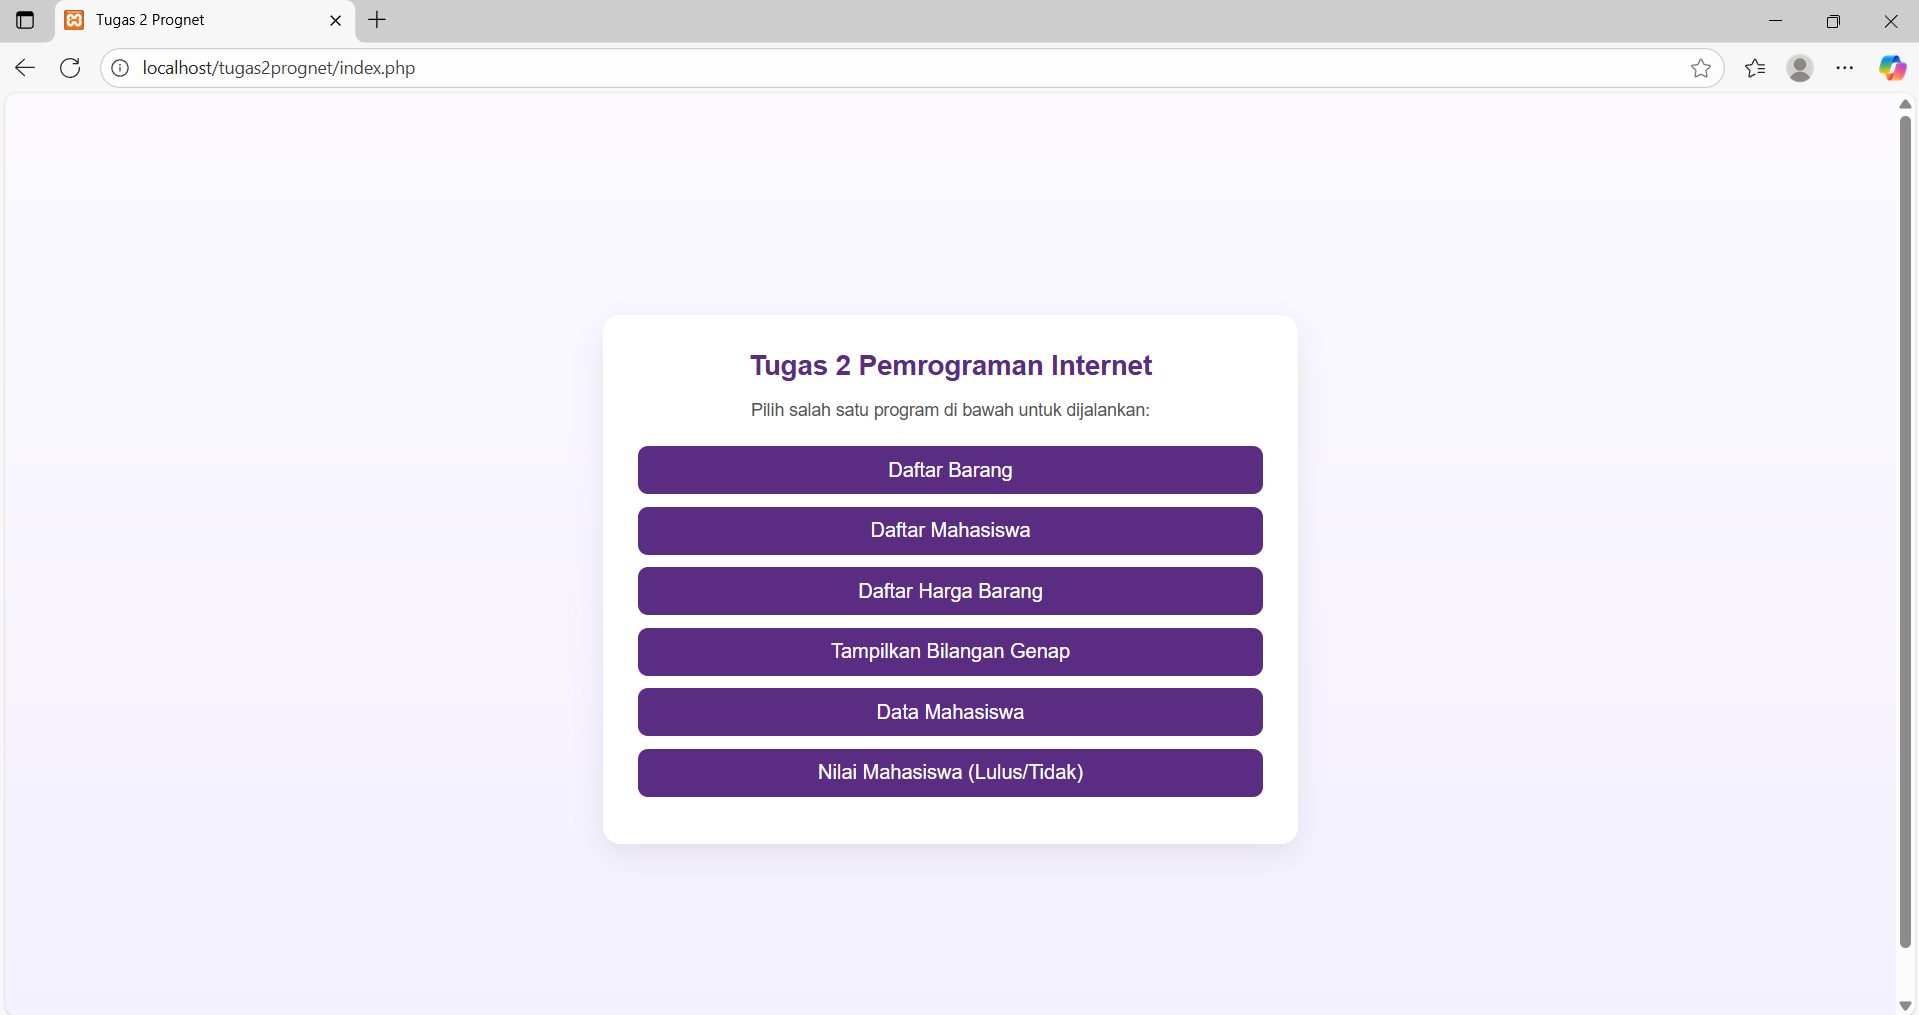 Tugas 2 Prognet
localhost/tugas2prognet/index.php
Tugas 2 Pemrograman Internet
Pilih salah satu program di bawah untuk dijalankan:
Daftar Barang
Daftar Mahasiswa
Daftar Harga Barang
Tampilkan Bilangan Genap
Data Mahasiswa
Nilai Mahasiswa (Lulus/Tidak)